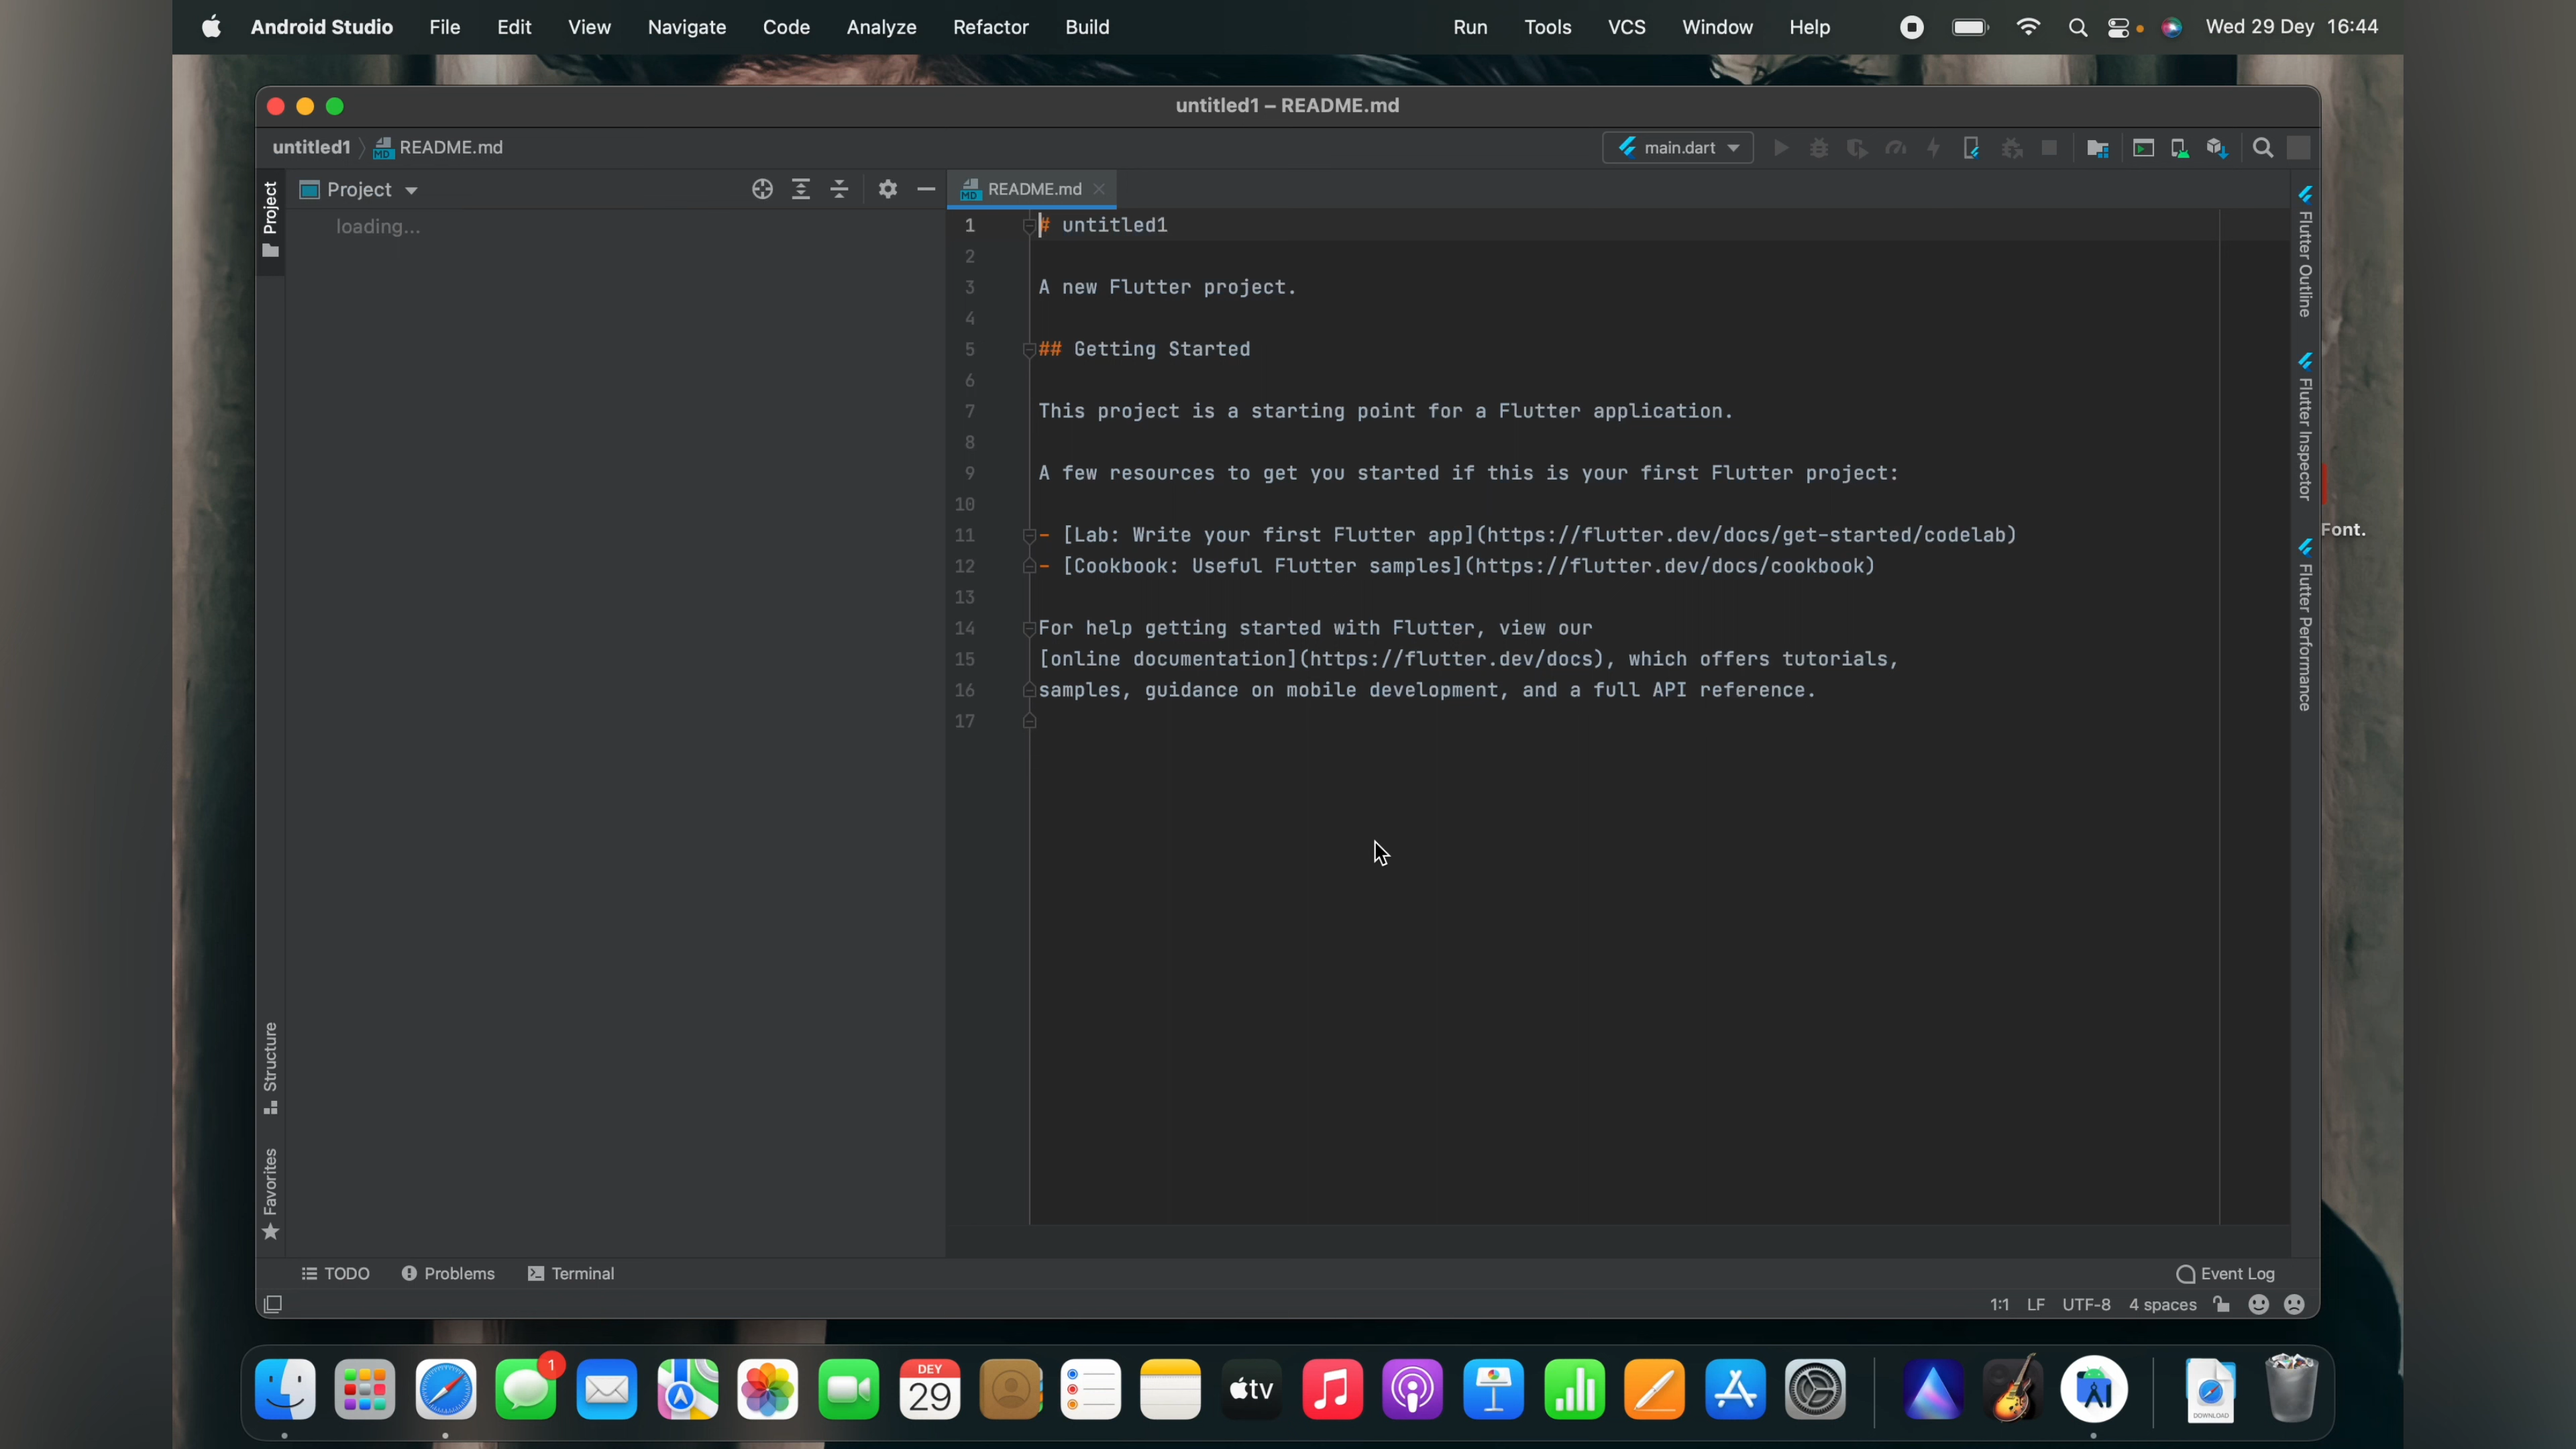 Android Studio File Edit View Navigate Code Analyze Refactor Build Run Tools VCS Window Help Wed 29 Dey 16:44
untitled1 – README.md
untitled1 README.md main.dart
Project
Project
loading...
README.md
1 # untitled1
2
3 A new Flutter project.
4
5 ## Getting Started
6
7 This project is a starting point for a Flutter application.
8
9 A few resources to get you started if this is your first Flutter project:
10
11 - [Lab: Write your first Flutter app](https://flutter.dev/docs/get-started/codelab)
12 - [Cookbook: Useful Flutter samples](https://flutter.dev/docs/cookbook)
13
14 For help getting started with Flutter, view our
15 [online documentation](https://flutter.dev/docs), which offers tutorials,
16 samples, guidance on mobile development, and a full API reference.
17
Flutter Outline
Flutter Inspector
Flutter Performance
Font.
Structure
Favorites
TODO Problems Terminal Event Log
1:1 LF UTF-8 4 spaces
1
DEY
29
tv
DOWNLOAD